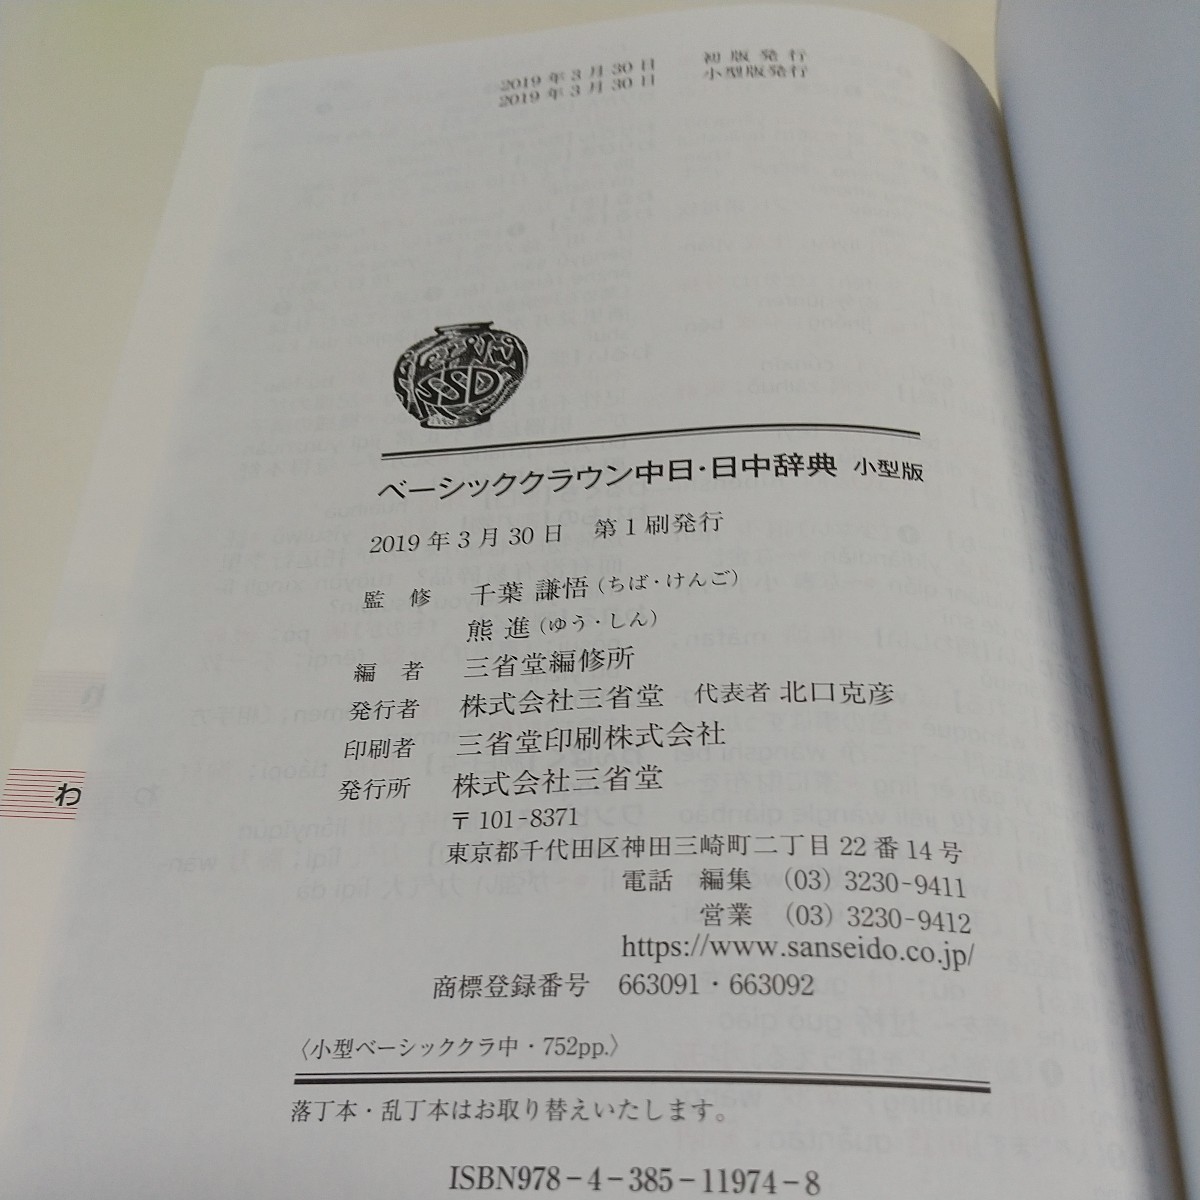 2019年3月30日　初版発行
2019年3月30日　小型版発行
SSD
ベーシッククラウン中日・日中辞典 小型版
2019年3月30日　第1刷発行
監修　千葉 謙悟(ちば・けんご)
熊 進(ゆう・しん)
編者　三省堂編修所
発行者　株式会社三省堂　代表者 北口克彦
印刷者　三省堂印刷株式会社
発行所　株式会社三省堂
〒101-8371
東京都千代田区神田三崎町二丁目22番14号
電話　編集　(03) 3230-9411
営業　(03) 3230-9412
https://www.sanseido.co.jp/
商標登録番号　663091・663092
〈小型ベーシッククラ中・752pp.〉
落丁本・乱丁本はお取り替えいたします。
ISBN978-4-385-11974-8
わ